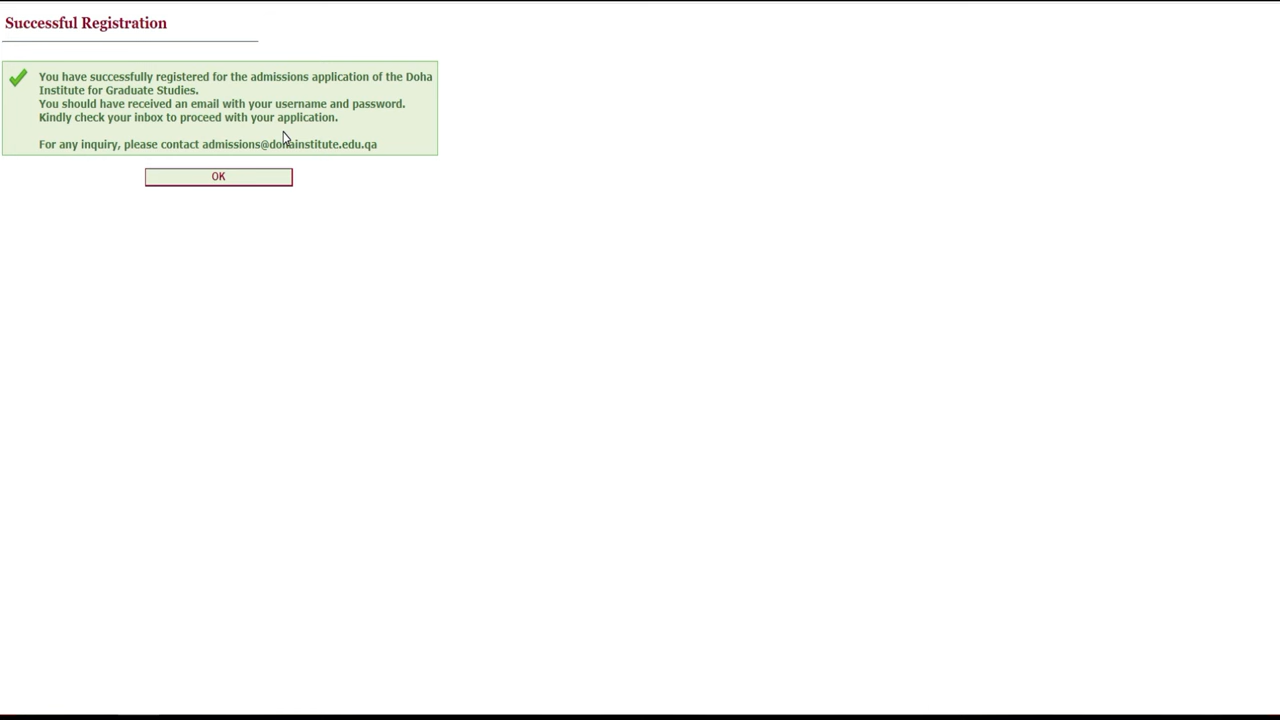 Successful Registration
You have successfully registered for the admissions application of the Doha
Institute for Graduate Studies.
You should have received an email with your username and password.
Kindly check your inbox to proceed with your application.
For any inquiry, please contact admissions@dohainstitute.edu.qa
OK